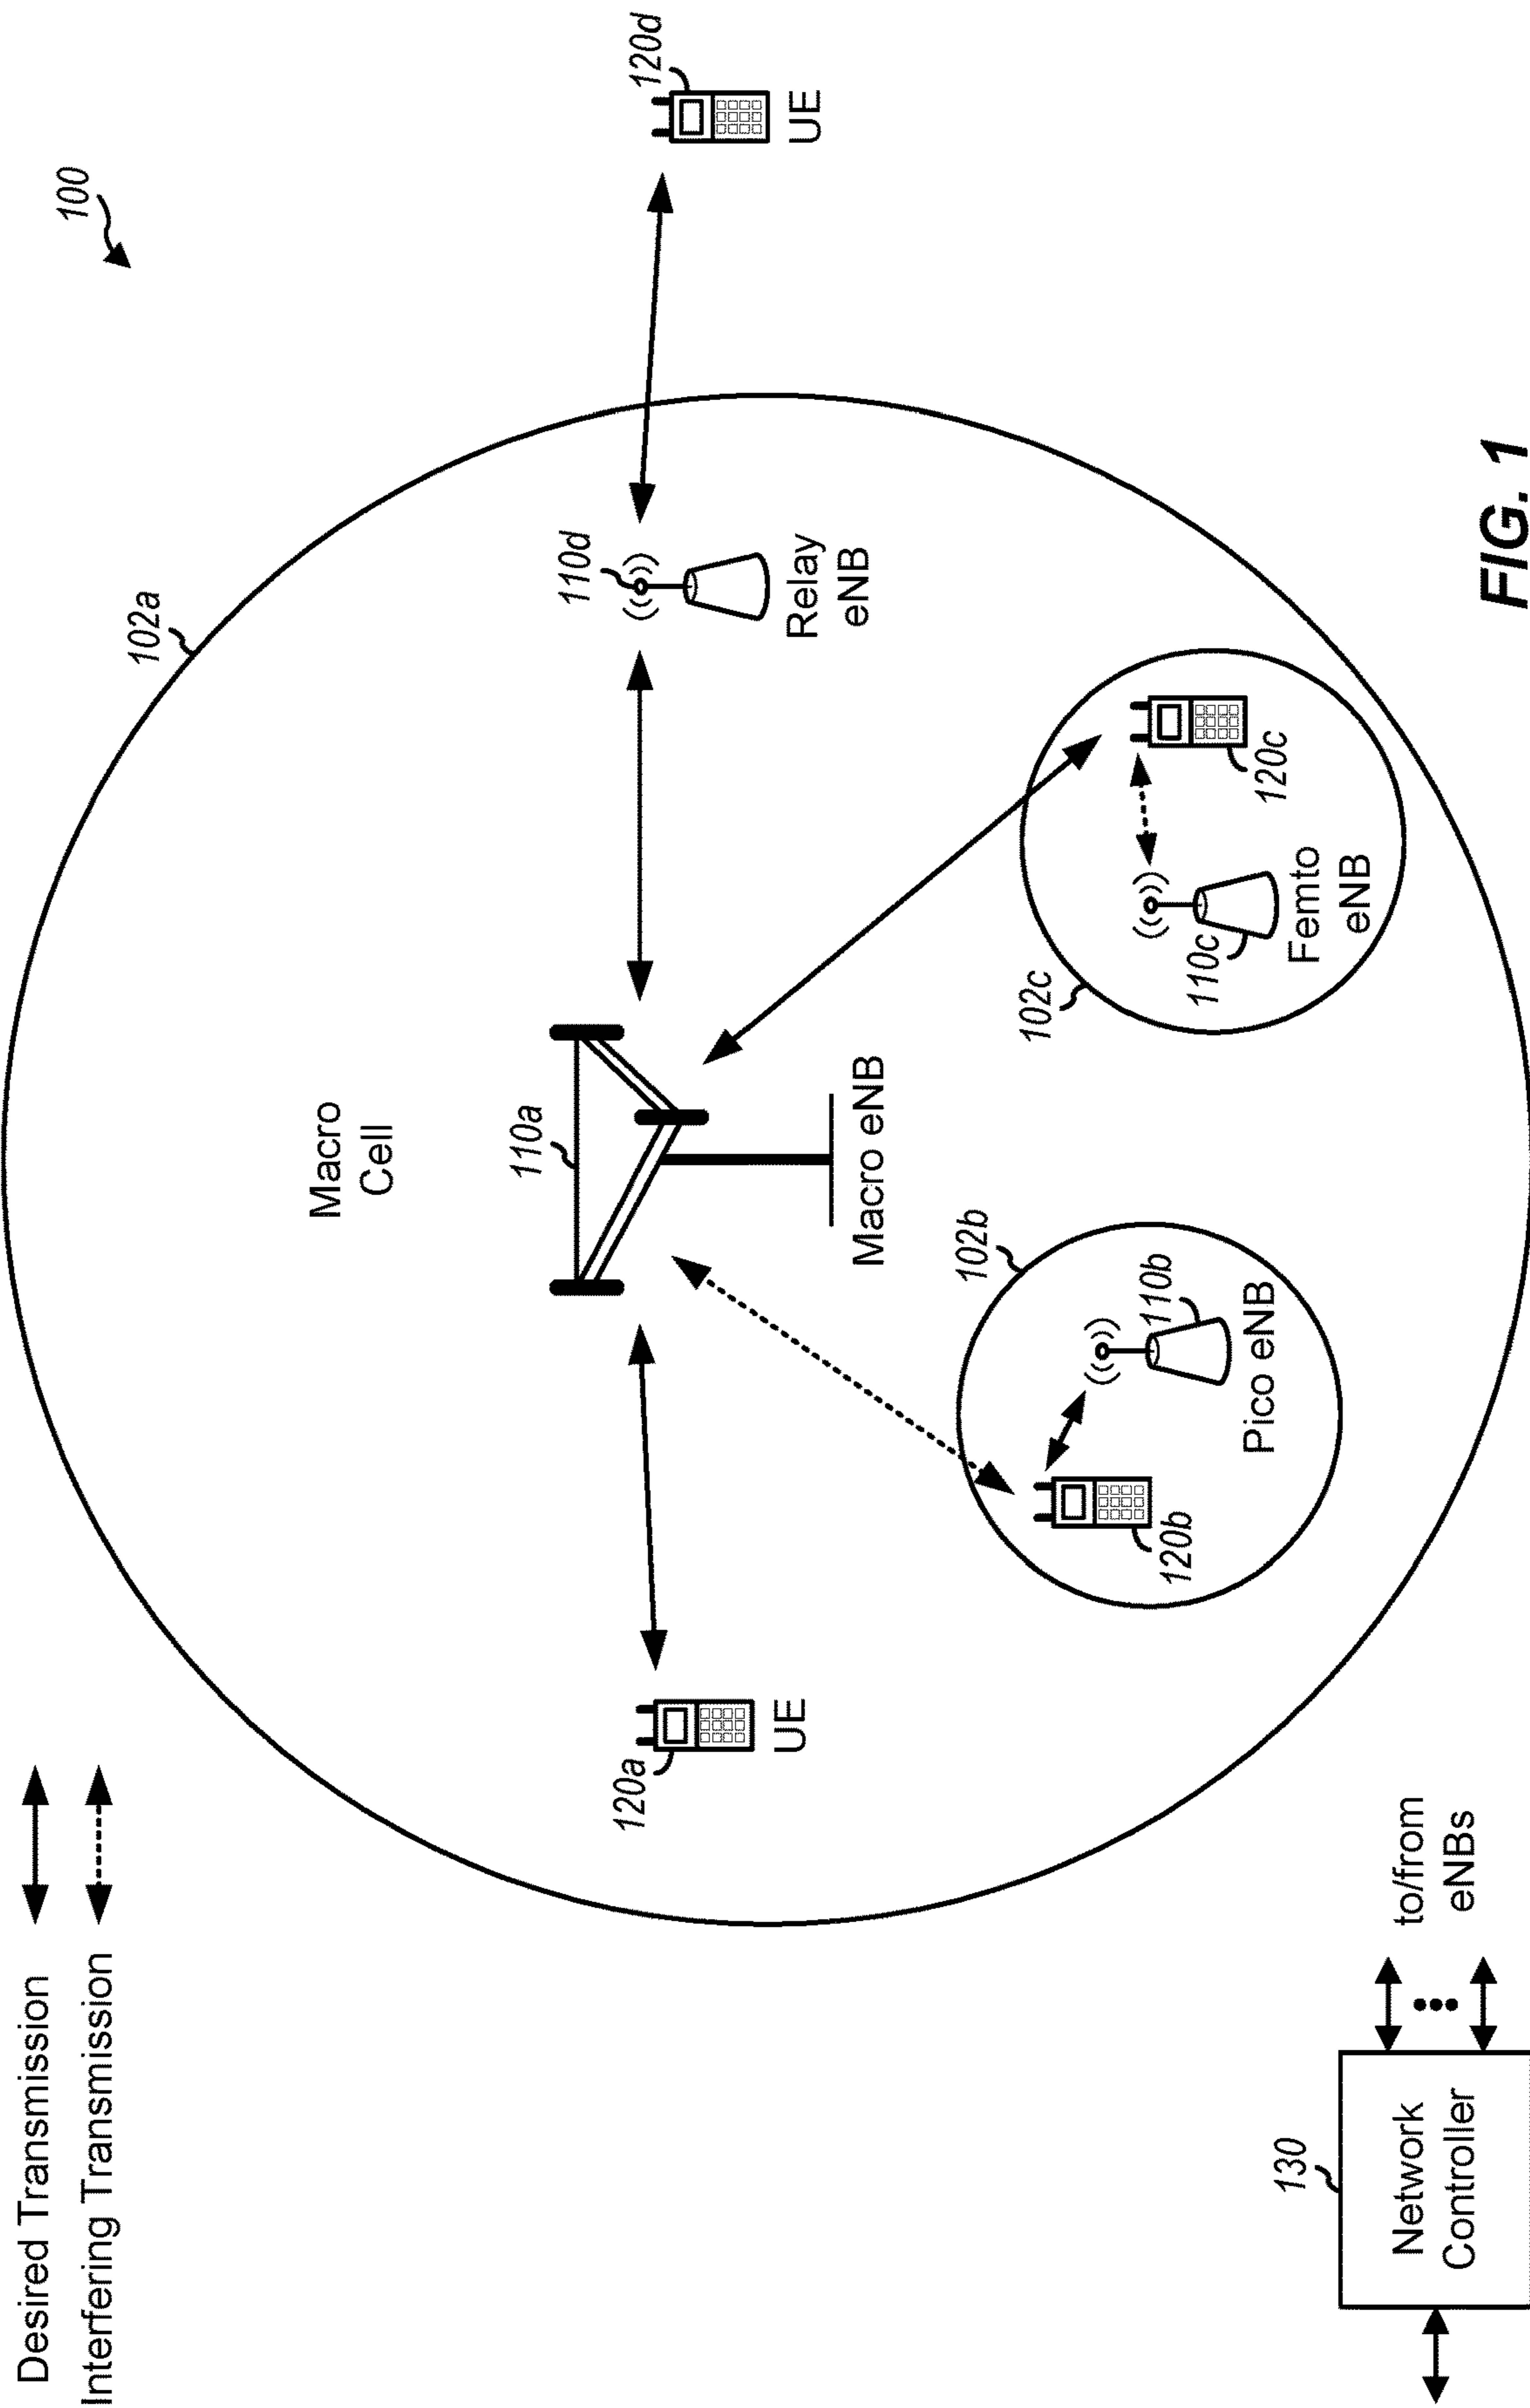 Desired Transmission
Interfering Transmission
100
102a
Macro
Cell
110a
110d
120d
120a
UE
Macro eNB
Relay
eNB
UE
102b
120b
110b
Pico eNB
102c
110c
Femto
eNB
120c
130
Network
Controller
to/from
eNBs
FIG. 1